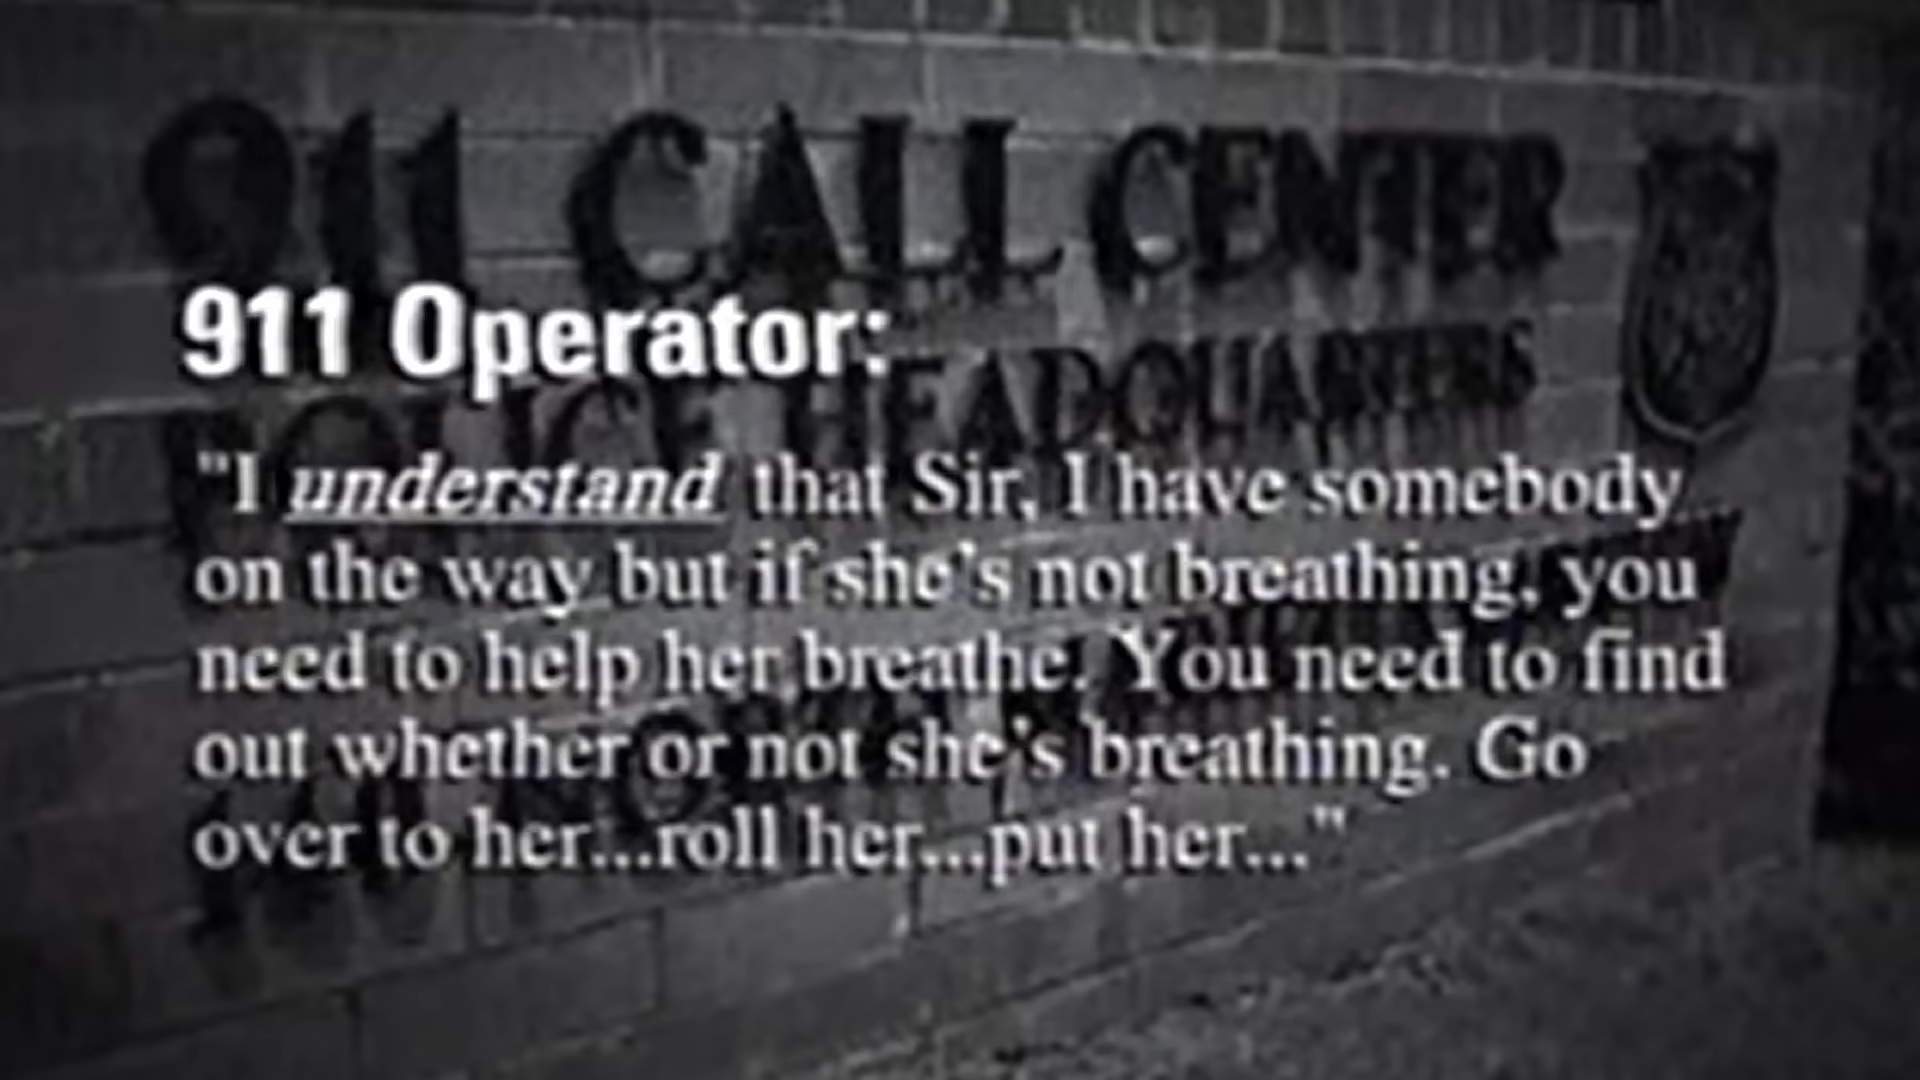 911 CALL CENTER
POLICE HEADQUARTERS
911 Operator:
"I understand that Sir, I have somebody
on the way but if she's not breathing, you
need to help her breathe. You need to find
out whether or not she's breathing. Go
over to her...roll her...put her..."